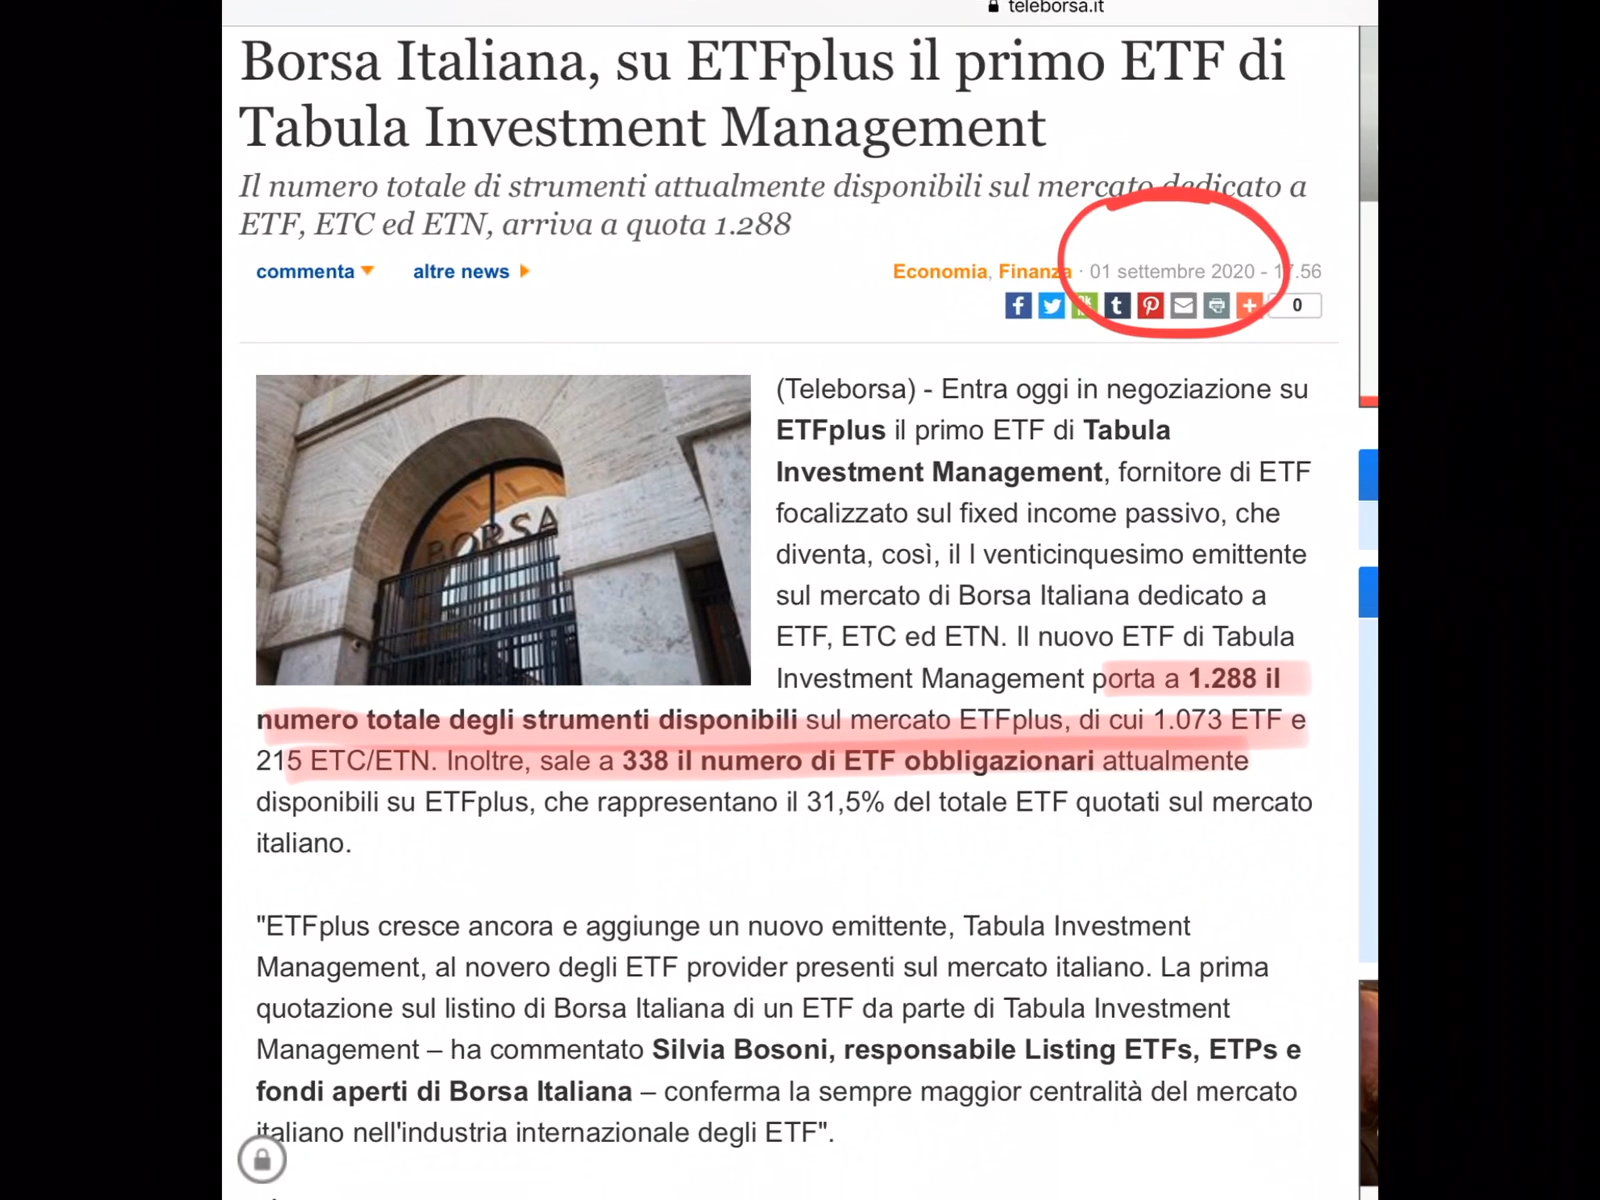 teleborsa.it
Borsa Italiana, su ETFplus il primo ETF di
Tabula Investment Management
Il numero totale di strumenti attualmente disponibili sul mercato dedicato a
ETF, ETC ed ETN, arriva a quota 1.288
commenta altre news Economia, Finanza · 01 settembre 2020 - 17.56
0
BORSA
(Teleborsa) - Entra oggi in negoziazione su
ETFplus il primo ETF di Tabula
Investment Management, fornitore di ETF
focalizzato sul fixed income passivo, che
diventa, così, il l venticinquesimo emittente
sul mercato di Borsa Italiana dedicato a
ETF, ETC ed ETN. Il nuovo ETF di Tabula
Investment Management porta a 1.288 il
numero totale degli strumenti disponibili sul mercato ETFplus, di cui 1.073 ETF e
215 ETC/ETN. Inoltre, sale a 338 il numero di ETF obbligazionari attualmente
disponibili su ETFplus, che rappresentano il 31,5% del totale ETF quotati sul mercato
italiano.
"ETFplus cresce ancora e aggiunge un nuovo emittente, Tabula Investment
Management, al novero degli ETF provider presenti sul mercato italiano. La prima
quotazione sul listino di Borsa Italiana di un ETF da parte di Tabula Investment
Management – ha commentato Silvia Bosoni, responsabile Listing ETFs, ETPs e
fondi aperti di Borsa Italiana – conferma la sempre maggior centralità del mercato
italiano nell'industria internazionale degli ETF".